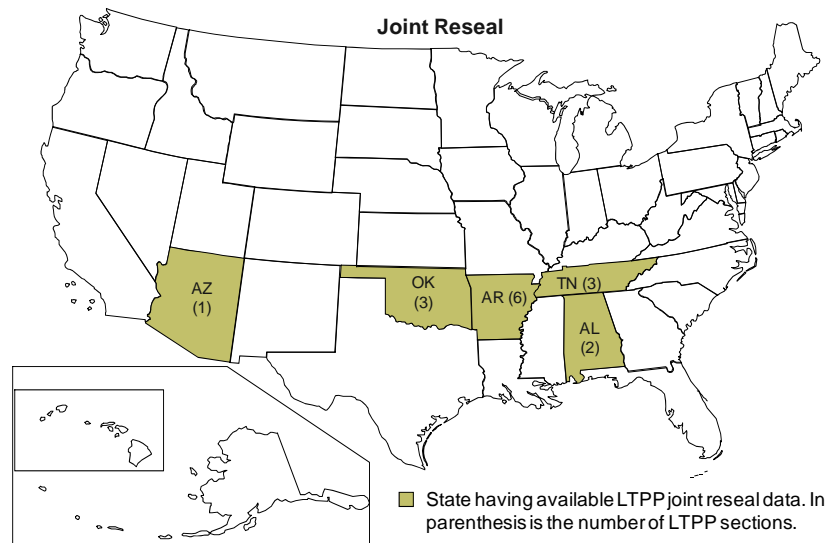 Joint Reseal
AZ
(1)
OK
(3)
AR (6)
TN (3)
AL
(2)
State having available LTPP joint reseal data. In
parenthesis is the number of LTPP sections.